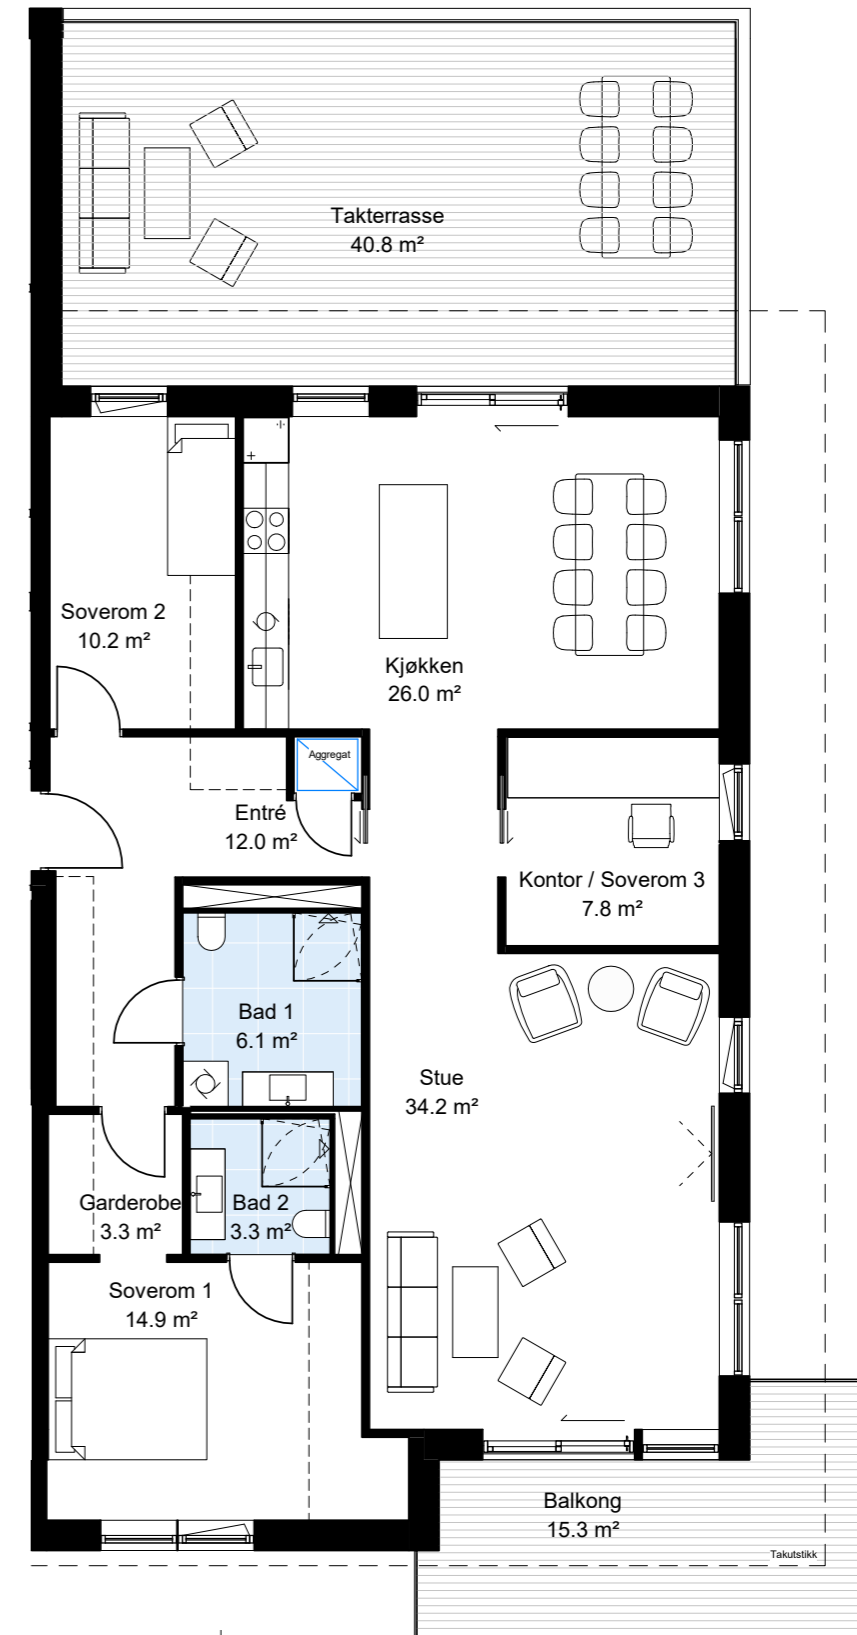 Takterrasse
40.8 m²
Soverom 2
10.2 m²
Kjøkken
26.0 m²
Aggregat
Entré
12.0 m²
Kontor / Soverom 3
7.8 m²
Bad 1
6.1 m²
Stue
34.2 m²
Garderobe
3.3 m²
Bad 2
3.3 m²
Soverom 1
14.9 m²
Balkong
15.3 m²
Takutstikk